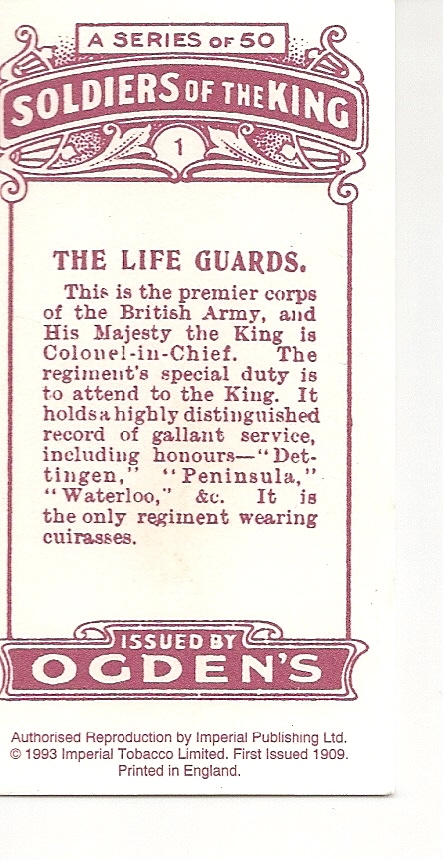 A SERIES OF 50
SOLDIERS OF THE KING
1
THE LIFE GUARDS.
This is the premier corps
of the British Army, and
His Majesty the King is
Colonel-in-Chief. The
regiment's special duty is
to attend to the King. It
holds a highly distinguished
record of gallant service,
including honours—"Det-
tingen," "Peninsula,"
"Waterloo," &c. It is
the only regiment wearing
cuirasses.
ISSUED BY
OGDEN'S
Authorised Reproduction by Imperial Publishing Ltd.
© 1993 Imperial Tobacco Limited. First Issued 1909.
Printed in England.